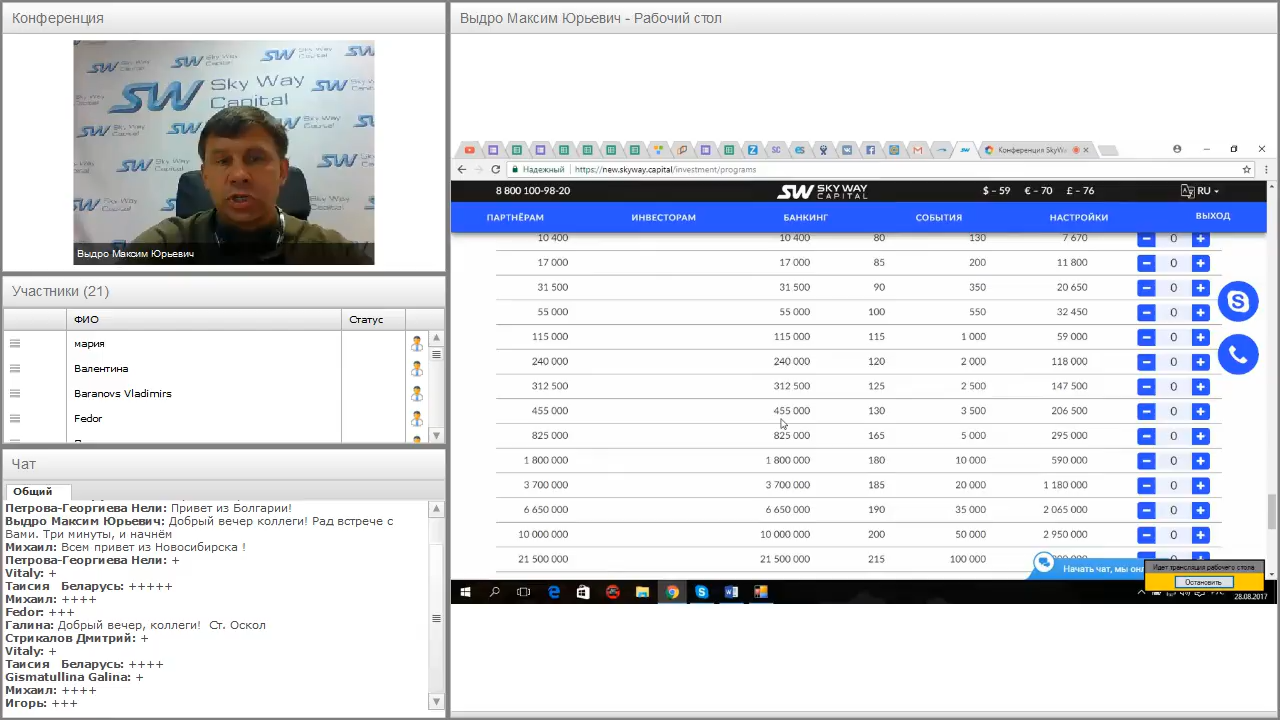 Конференция
SW Sky Way Capital
Выдро Максим Юрьевич
Участники (21)
ФИО Статус
мария
Валентина
Baranovs Vladimirs
Fedor
Чат
Общий
Петрова-Георгиева Нели: Привет из Болгарии!
Выдро Максим Юрьевич: Добрый вечер коллеги! Рад встрече с
Вами. Три минуты, и начнём
Михаил: Всем привет из Новосибирска !
Петрова-Георгиева Нели: +
Vitaly: +
Таисия Беларусь: +++++
Михаил: ++++
Fedor: +++
Галина: Добрый вечер, коллеги! Ст. Оскол
Стрикалов Дмитрий: +
Vitaly: +
Таисия Беларусь: ++++
Gismatullina Galina: +
Михаил: ++++
Игорь: +++
Выдро Максим Юрьевич - Рабочий стол
Конференция SkyWa
Надежный https://new.skyway.capital/investment/programs
8 800 100-98-20 SW SKY WAY CAPITAL $ - 59 € - 70 £ - 76 RU
ПАРТНЁРАМ ИНВЕСТОРАМ БАНКИНГ СОБЫТИЯ НАСТРОЙКИ ВЫХОД
10 400 10 400 80 130 7 670 − 0 +
17 000 17 000 85 200 11 800 − 0 +
31 500 31 500 90 350 20 650 − 0 +
55 000 55 000 100 550 32 450 − 0 +
115 000 115 000 115 1 000 59 000 − 0 +
240 000 240 000 120 2 000 118 000 − 0 +
312 500 312 500 125 2 500 147 500 − 0 +
455 000 455 000 130 3 500 206 500 − 0 +
825 000 825 000 165 5 000 295 000 − 0 +
1 800 000 1 800 000 180 10 000 590 000 − 0 +
3 700 000 3 700 000 185 20 000 1 180 000 − 0 +
6 650 000 6 650 000 190 35 000 2 065 000 − 0 +
10 000 000 10 000 000 200 50 000 2 950 000 − 0 +
21 500 000 21 500 000 215 100 000
Начать чат, мы он
Идет трансляция рабочего стола
Остановить
28.08.2017